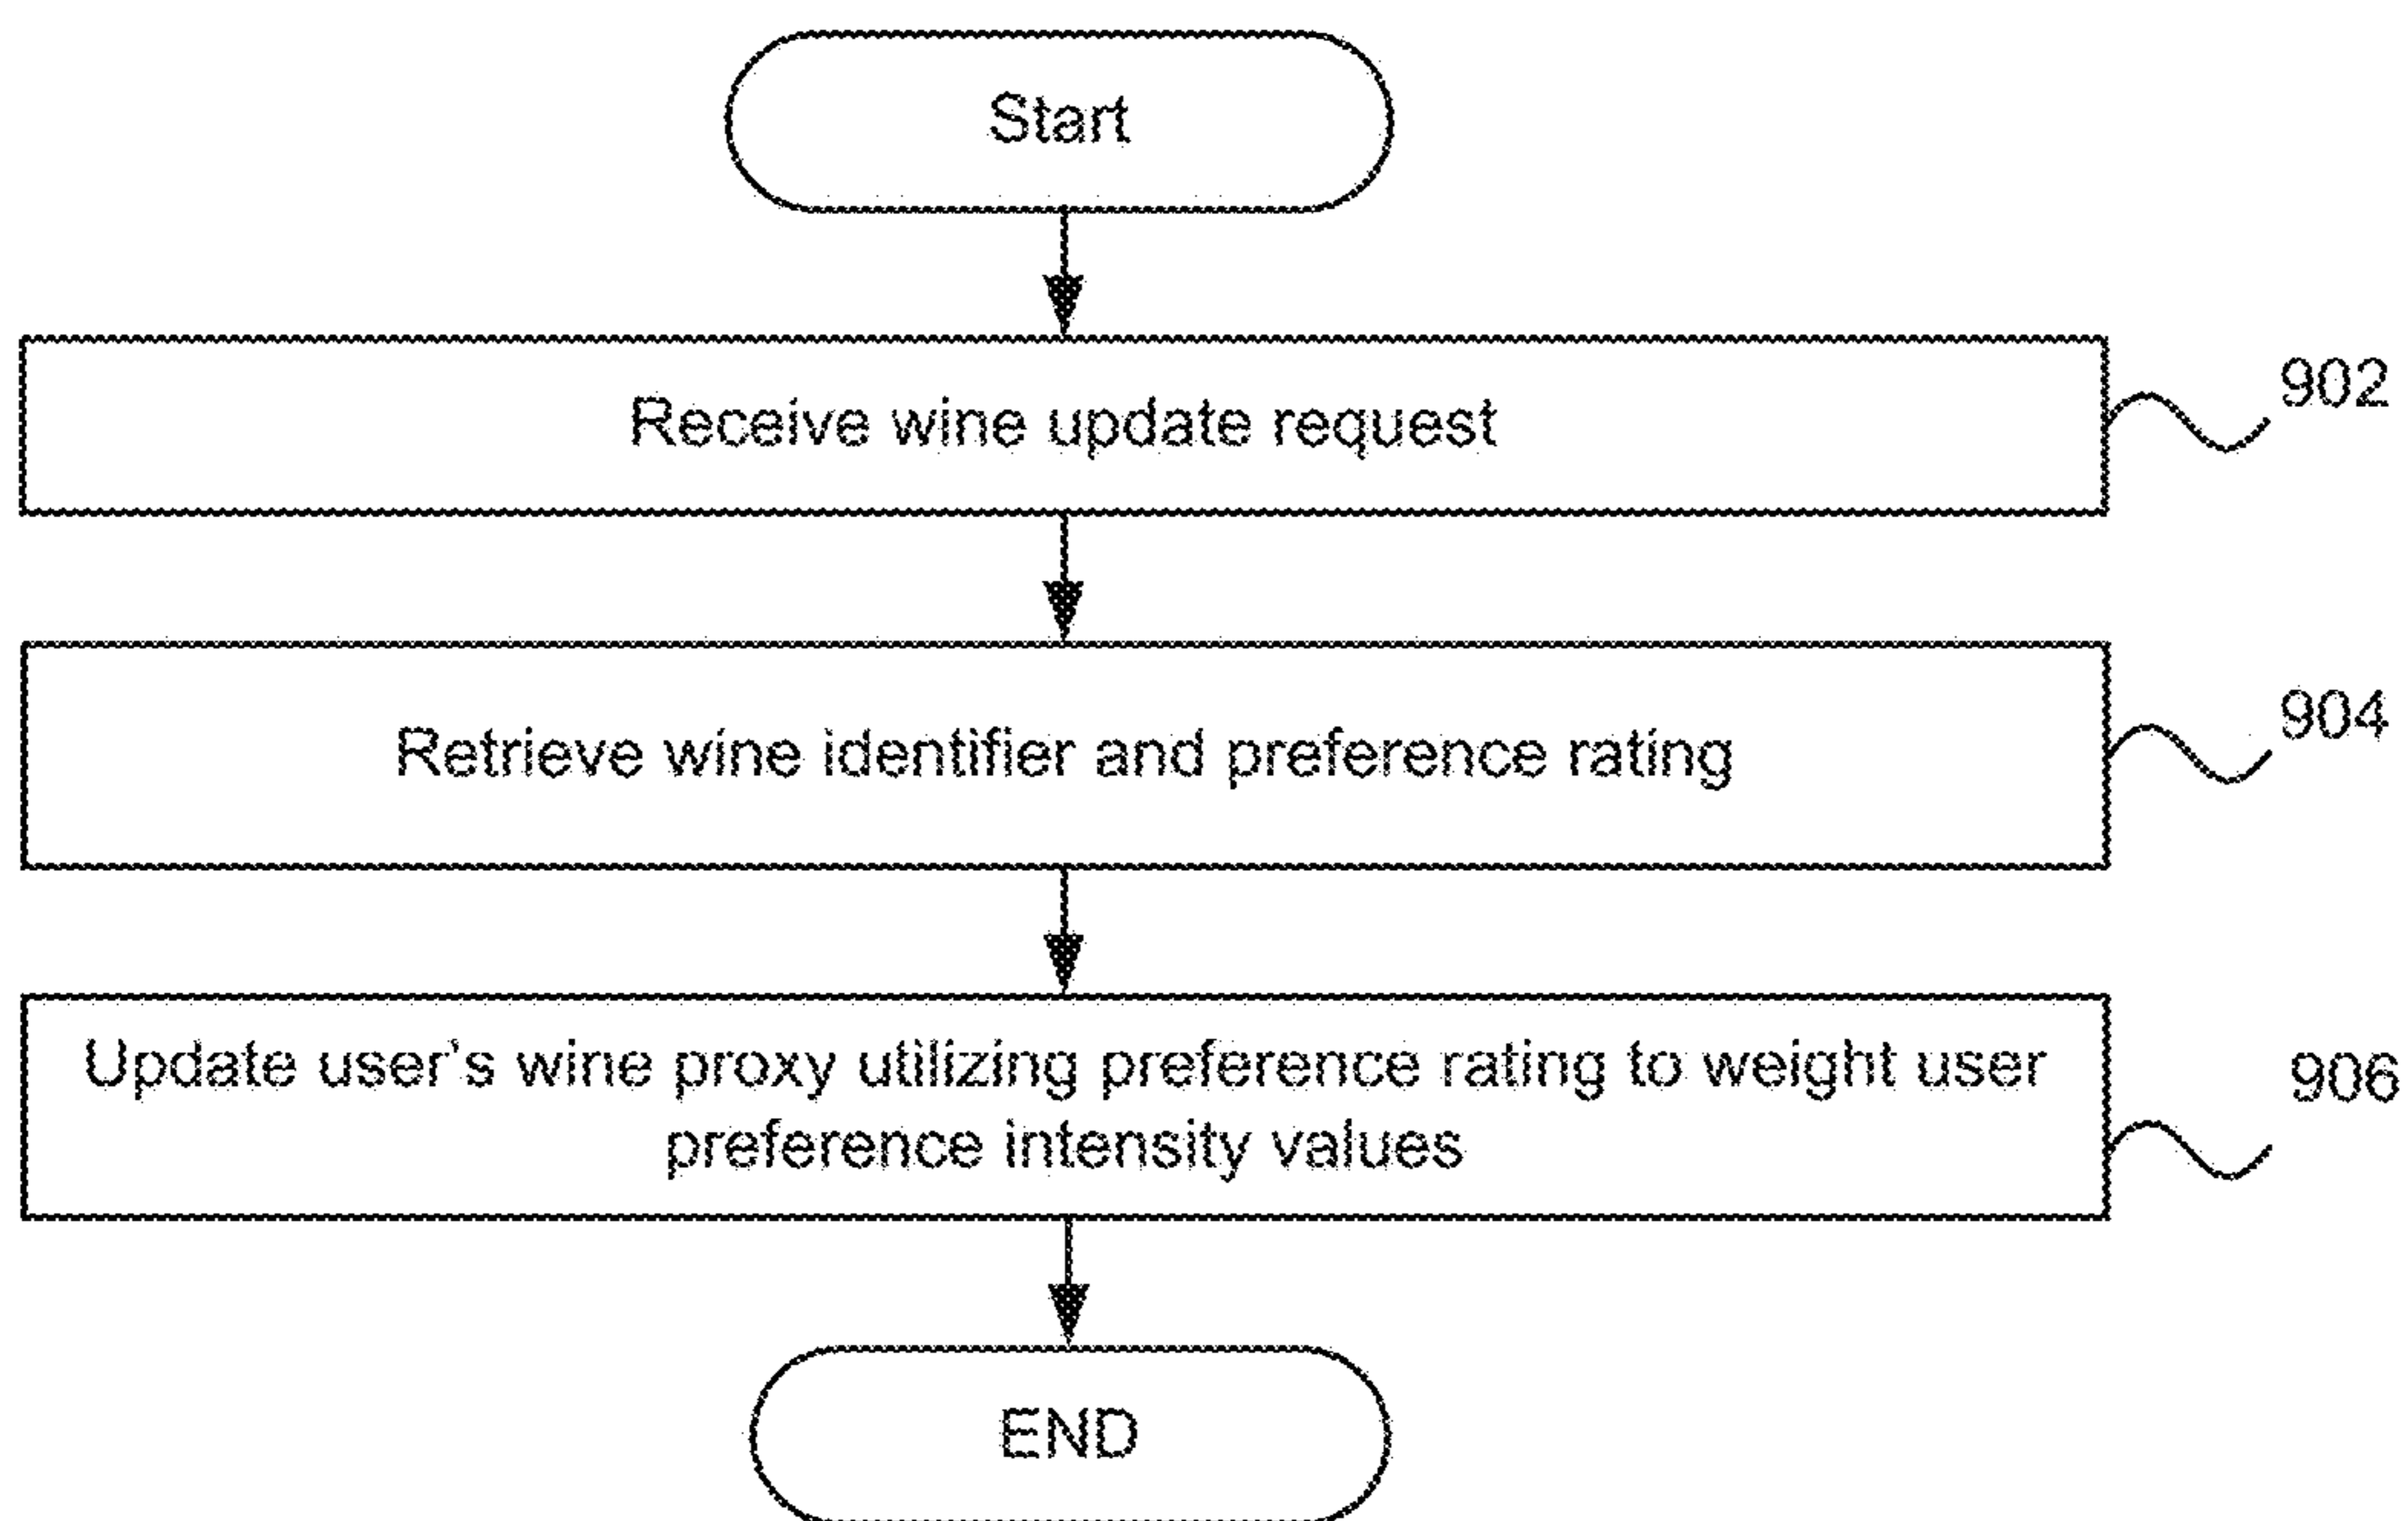 Start
Receive wine update request
902
Retrieve wine identifier and preference rating
904
Update user's wine proxy utilizing preference rating to weight user
preference intensity values
906
END